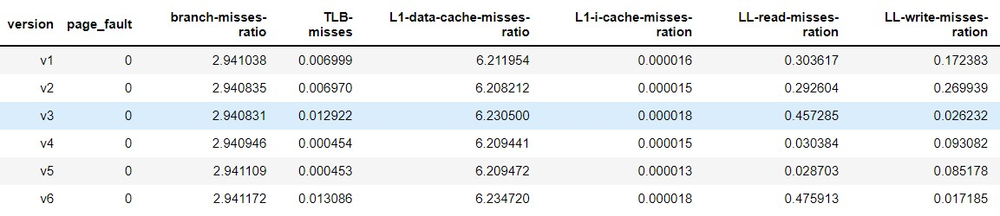 version page_fault branch-misses-ratio TLB-misses L1-data-cache-misses-ratio L1-i-cache-misses-ration LL-read-misses-ration LL-write-misses-ration
v1 0 2.941038 0.006999 6.211954 0.000016 0.303617 0.172383
v2 0 2.940835 0.006970 6.208212 0.000015 0.292604 0.269939
v3 0 2.940831 0.012922 6.230500 0.000018 0.457285 0.026232
v4 0 2.940946 0.000454 6.209441 0.000015 0.030384 0.093082
v5 0 2.941109 0.000453 6.209472 0.000013 0.028703 0.085178
v6 0 2.941172 0.013086 6.234720 0.000018 0.475913 0.017185